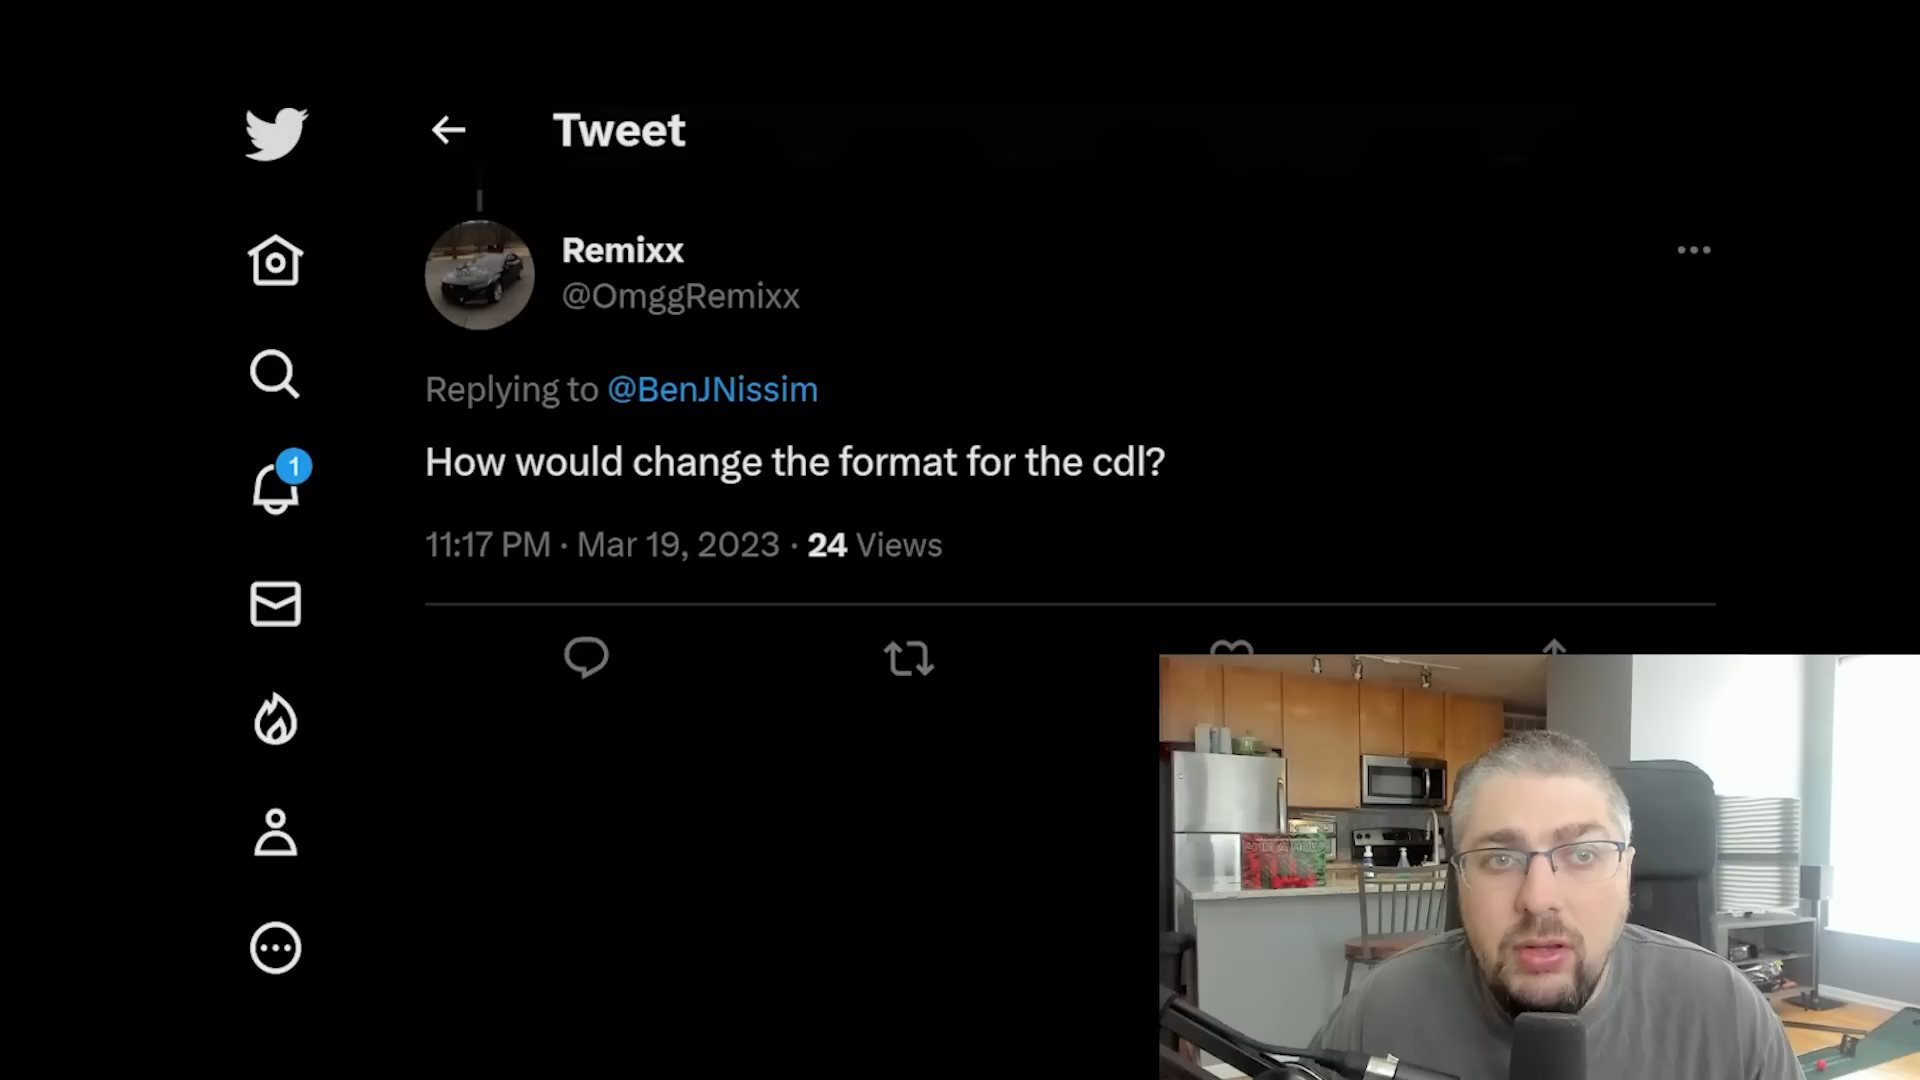 Tweet
Remixx
@OmggRemixx
Replying to @BenJNissim
1
How would change the format for the cdl?
11:17 PM · Mar 19, 2023 · 24 Views